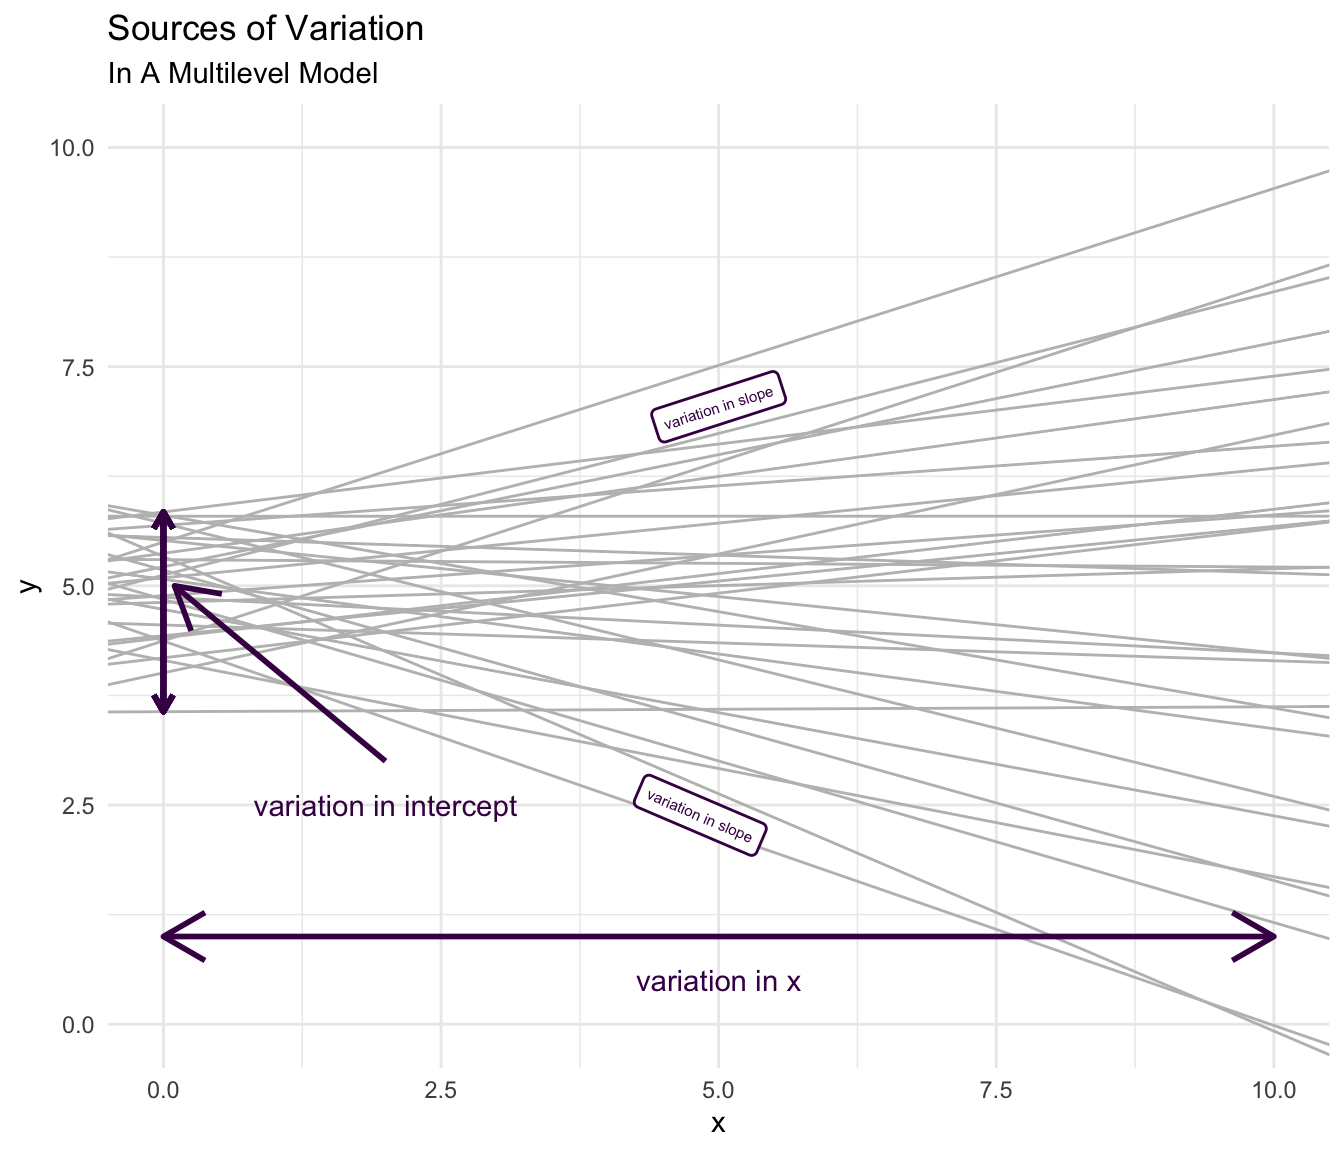 Sources of Variation
In A Multilevel Model
10.0
7.5
5.0
2.5
0.0
y
variation in slope
variation in intercept
variation in slope
variation in x
0.0 2.5 5.0 7.5 10.0
x